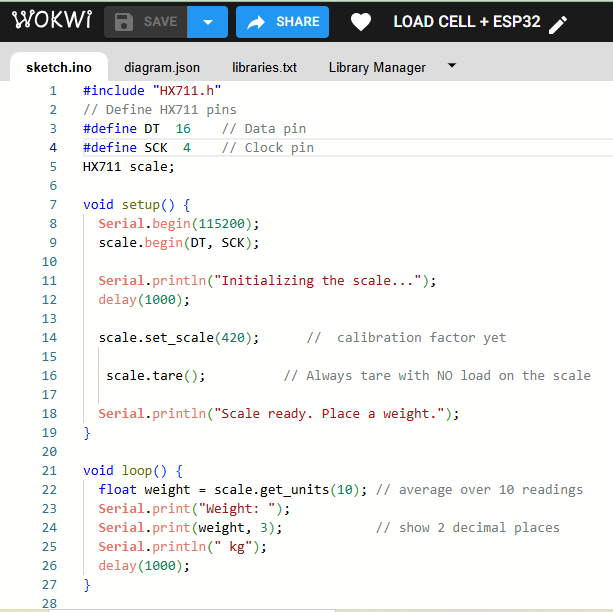 WOKWi SAVE SHARE LOAD CELL + ESP32
sketch.ino diagram.json libraries.txt Library Manager
1 #include "HX711.h"
2 // Define HX711 pins
3 #define DT  16    // Data pin
4 #define SCK  4    // Clock pin
5 HX711 scale;
6
7 void setup() {
8   Serial.begin(115200);
9   scale.begin(DT, SCK);
10
11   Serial.println("Initializing the scale...");
12   delay(1000);
13
14   scale.set_scale(420);      //  calibration factor yet
15
16    scale.tare();          // Always tare with NO load on the scale
17
18   Serial.println("Scale ready. Place a weight.");
19 }
20
21 void loop() {
22   float weight = scale.get_units(10); // average over 10 readings
23   Serial.print("Weight: ");
24   Serial.print(weight, 3);            // show 2 decimal places
25   Serial.println(" kg");
26   delay(1000);
27 }
28